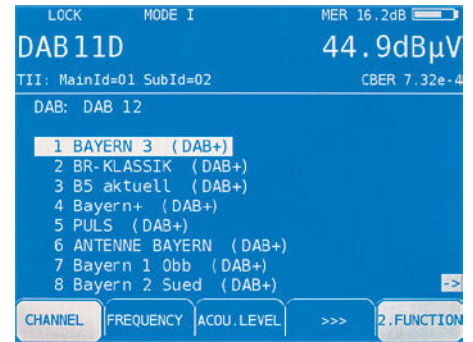 LOCK MODE I MER 16.2dB
DAB11D 44.9dBµV
TII: MainId=01 SubId=02 CBER 7.32e-4
DAB: DAB 12
1 BAYERN 3 (DAB+)
2 BR-KLASSIK (DAB+)
3 B5 aktuell (DAB+)
4 Bayern+ (DAB+)
5 PULS (DAB+)
6 ANTENNE BAYERN (DAB+)
7 Bayern 1 Obb (DAB+)
8 Bayern 2 Sued (DAB+) ->
CHANNEL FREQUENCY ACOU.LEVEL >>> 2.FUNCTION